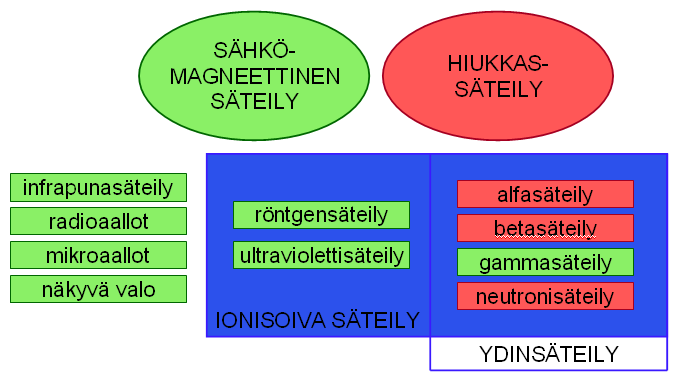 SÄHKÖ-
MAGNEETTINEN
SÄTEILY
HIUKKAS-
SÄTEILY
infrapunasäteily
radioaallot
mikroaallot
näkyvä valo
röntgensäteily
ultraviolettisäteily
IONISOIVA SÄTEILY
alfasäteily
betasäteily
gammasäteily
neutronisäteily
YDINSÄTEILY